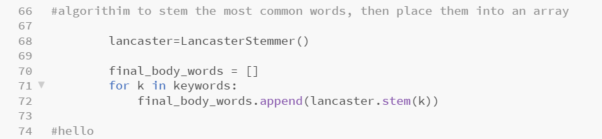 66 #algorithim to stem the most common words, then place them into an array
67
68 lancaster=LancasterStemmer()
69
70 final_body_words = []
71 for k in keywords:
72 final_body_words.append(lancaster.stem(k))
73
74 #hello